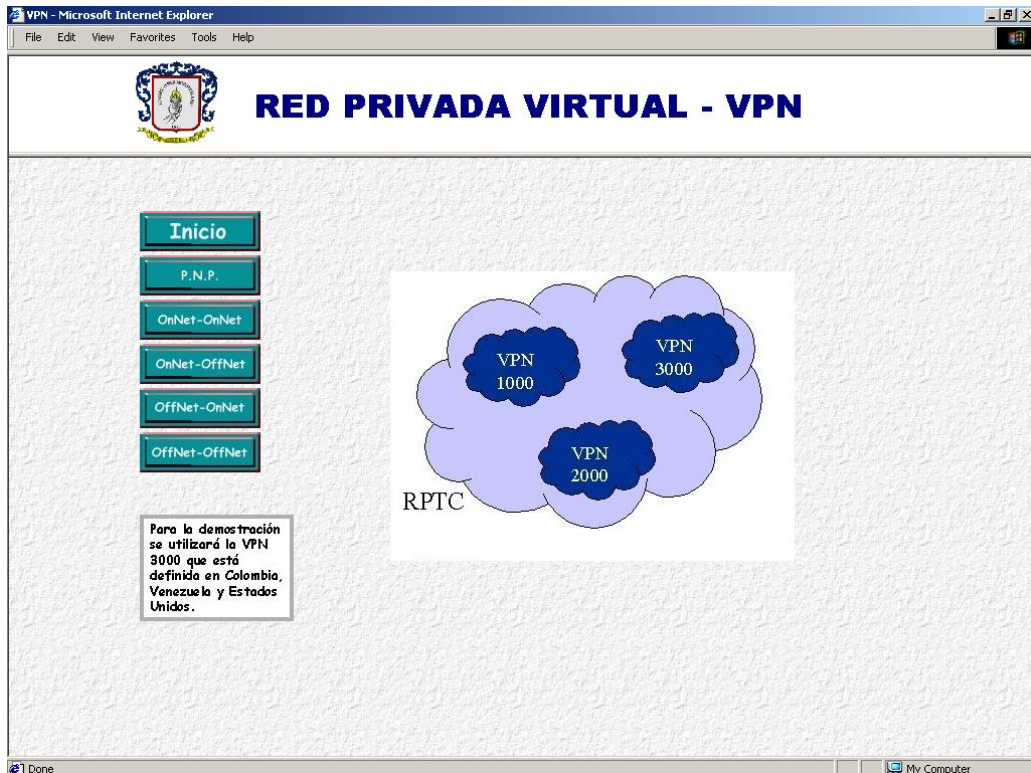 VPN - Microsoft Internet Explorer
File Edit View Favorites Tools Help
RED PRIVADA VIRTUAL - VPN
Inicio
P.N.P.
OnNet-OnNet
OnNet-OffNet
OffNet-OnNet
OffNet-OffNet
VPN
1000
VPN
3000
VPN
2000
RPTC
Para la demostración
se utilizará la VPN
3000 que está
definida en Colombia,
Venezuela y Estados
Unidos.
Done
My Computer